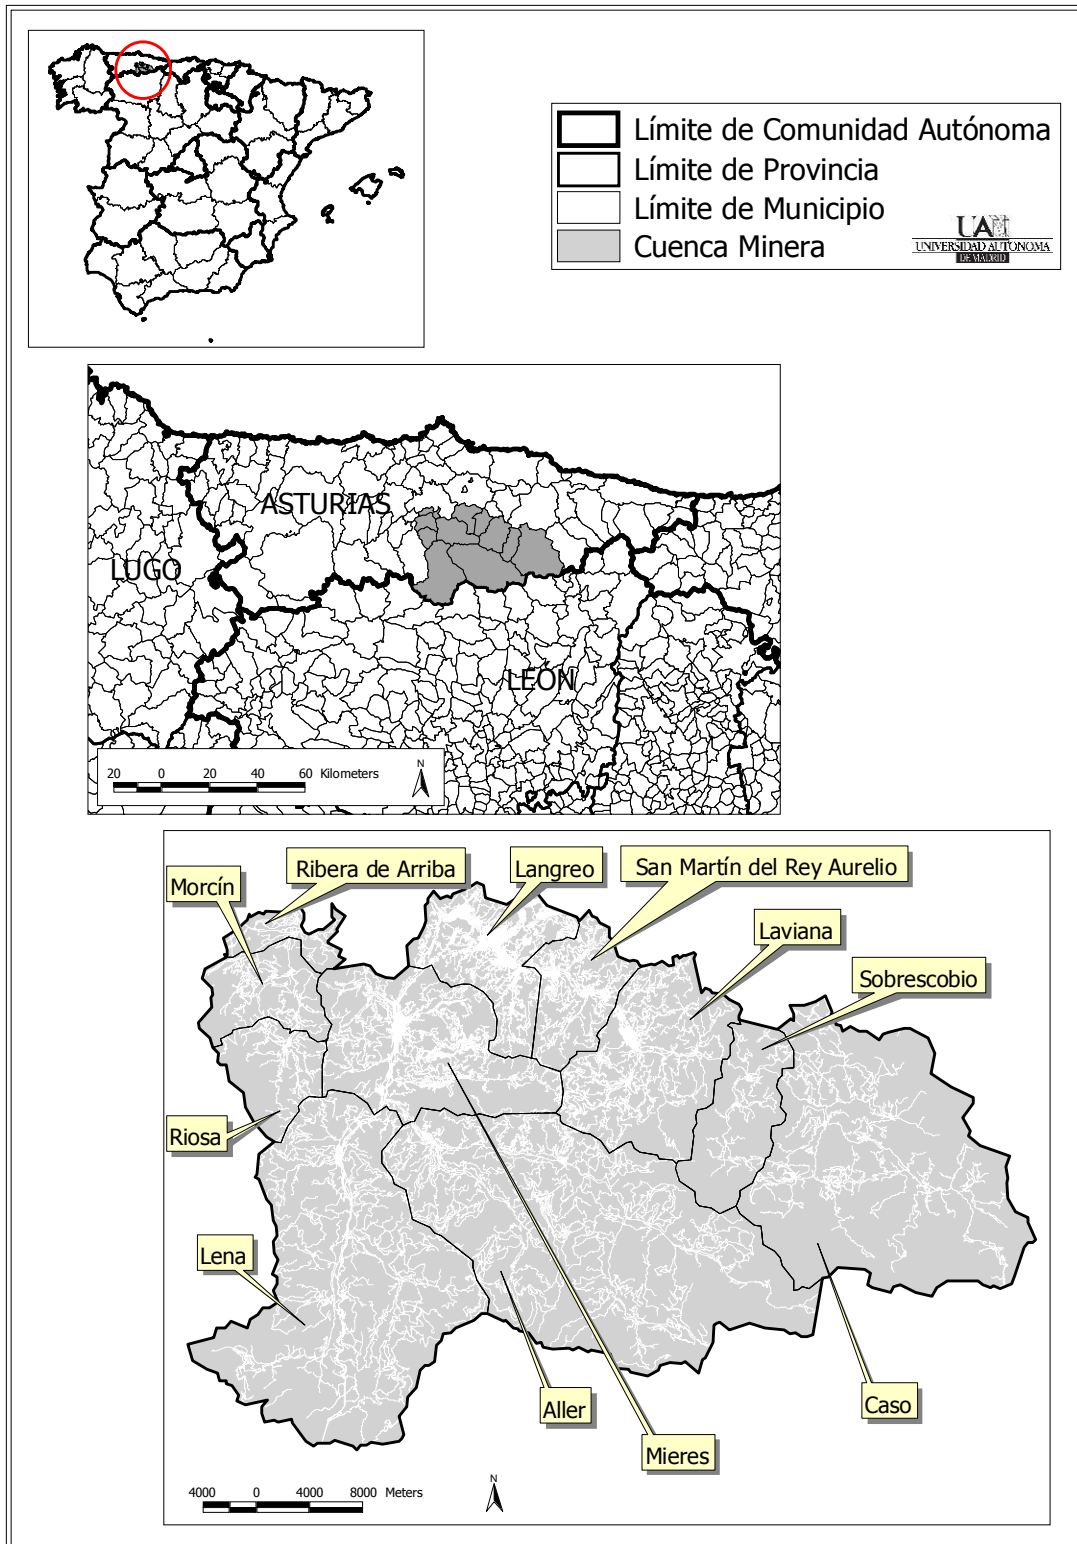 Límite de Comunidad Autónoma
Límite de Provincia
Límite de Municipio
Cuenca Minera
UAM
UNIVERSIDAD AUTONOMA
DE MADRID
ASTURIAS
LUGO
LEÓN
20 0 20 40 60 Kilometers
N
Ribera de Arriba
Langreo
San Martín del Rey Aurelio
Morcín
Laviana
Sobrescobio
Riosa
Lena
Aller
Caso
Mieres
4000 0 4000 8000 Meters
N